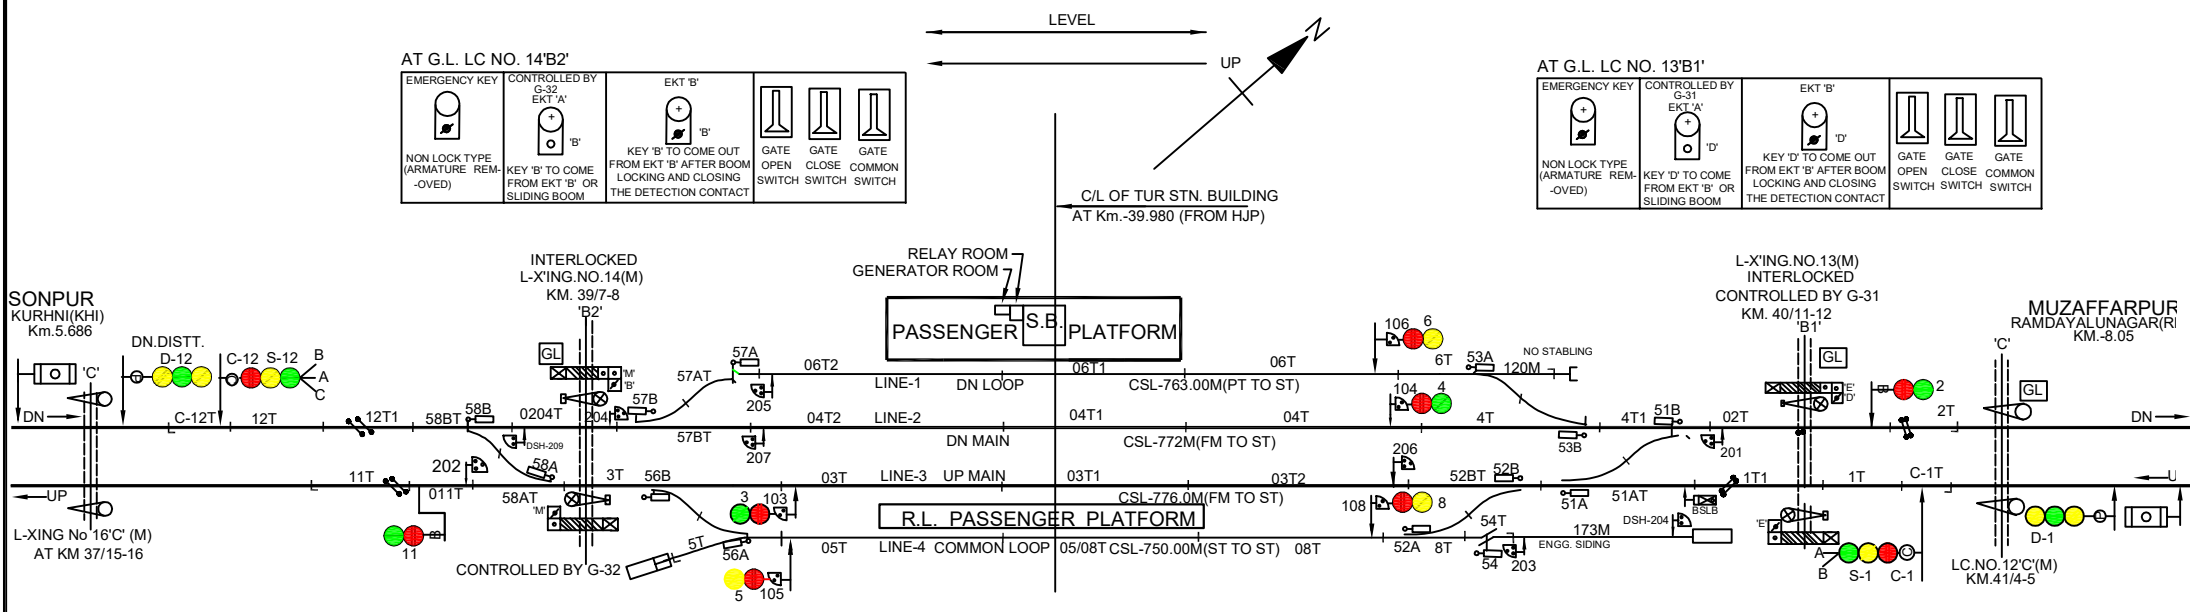 LEVEL
UP
N
AT G.L. LC NO. 14'B2'
EMERGENCY KEY
NON LOCK TYPE
(ARMATURE REM-
-OVED)
CONTROLLED BY
G-32
EKT 'A'
'B'
KEY 'B' TO COME
FROM EKT 'B' OR
SLIDING BOOM
EKT 'B'
'B'
KEY 'B' TO COME OUT
FROM EKT 'B' AFTER BOOM
LOCKING AND CLOSING
THE DETECTION CONTACT
GATE
OPEN
SWITCH
GATE
CLOSE
SWITCH
GATE
COMMON
SWITCH
AT G.L. LC NO. 13'B1'
EMERGENCY KEY
NON LOCK TYPE
(ARMATURE REM-
-OVED)
CONTROLLED BY
G-31
EKT 'A'
'D'
KEY 'D' TO COME
FROM EKT 'B' OR
SLIDING BOOM
EKT 'B'
'D'
KEY 'D' TO COME OUT
FROM EKT 'B' AFTER BOOM
LOCKING AND CLOSING
THE DETECTION CONTACT
GATE
OPEN
SWITCH
GATE
CLOSE
SWITCH
GATE
COMMON
SWITCH
C/L OF TUR STN. BUILDING
AT Km.-39.980 (FROM HJP)
RELAY ROOM
GENERATOR ROOM
PASSENGER S.B. PLATFORM
SONPUR
KURHNI(KHI)
Km.5.686
'C'
DN.DISTT.
D-12
C-12 S-12 B
A
C
INTERLOCKED
L-X'ING.NO.14(M)
KM. 39/7-8
'B2'
GL
'M'
'B'
L-X'ING.NO.13(M)
INTERLOCKED
CONTROLLED BY G-31
KM. 40/11-12
'B1'
GL
'E'
'D'
MUZAFFARPUR
RAMDAYALUNAGAR(R
KM.-8.05
'C'
GL
2
P
B
106 6
57A 06T2 06T1 06T 6T 53A NO STABLING
120M
57AT LINE-1 DN LOOP CSL-763.00M(PT TO ST)
205
104 4
DN C-12T 12T 12T1 58BT 58B 0204T 204 57B 04T2 LINE-2 04T1 04T 4T 4T1 51B 02T 2T DN
57BT DN MAIN CSL-772M(FM TO ST)
DSH-209 207 53B 201
202 58A 206
UP 011T 11T 3T 56B 03T LINE-3 UP MAIN 03T1 03T2 52BT 52B 1T1 1T C-1T U
58AT CSL-776.0M(FM TO ST) 51A 51AT
'M' 3 103 108 8 BSLB
11 B
R.L. PASSENGER PLATFORM
54T DSH-204 'E'
173M
ENGG. SIDING
5T 56A 05T LINE-4 COMMON LOOP 05/08T CSL-750.00M(ST TO ST) 08T 52A 8T 54 203
CONTROLLED BY G-32
5 105
L-XING No 16'C' (M)
AT KM 37/15-16
A
B S-1 C-1
C
D-1
P
LC.NO.12'C'(M)
KM.41/4-5